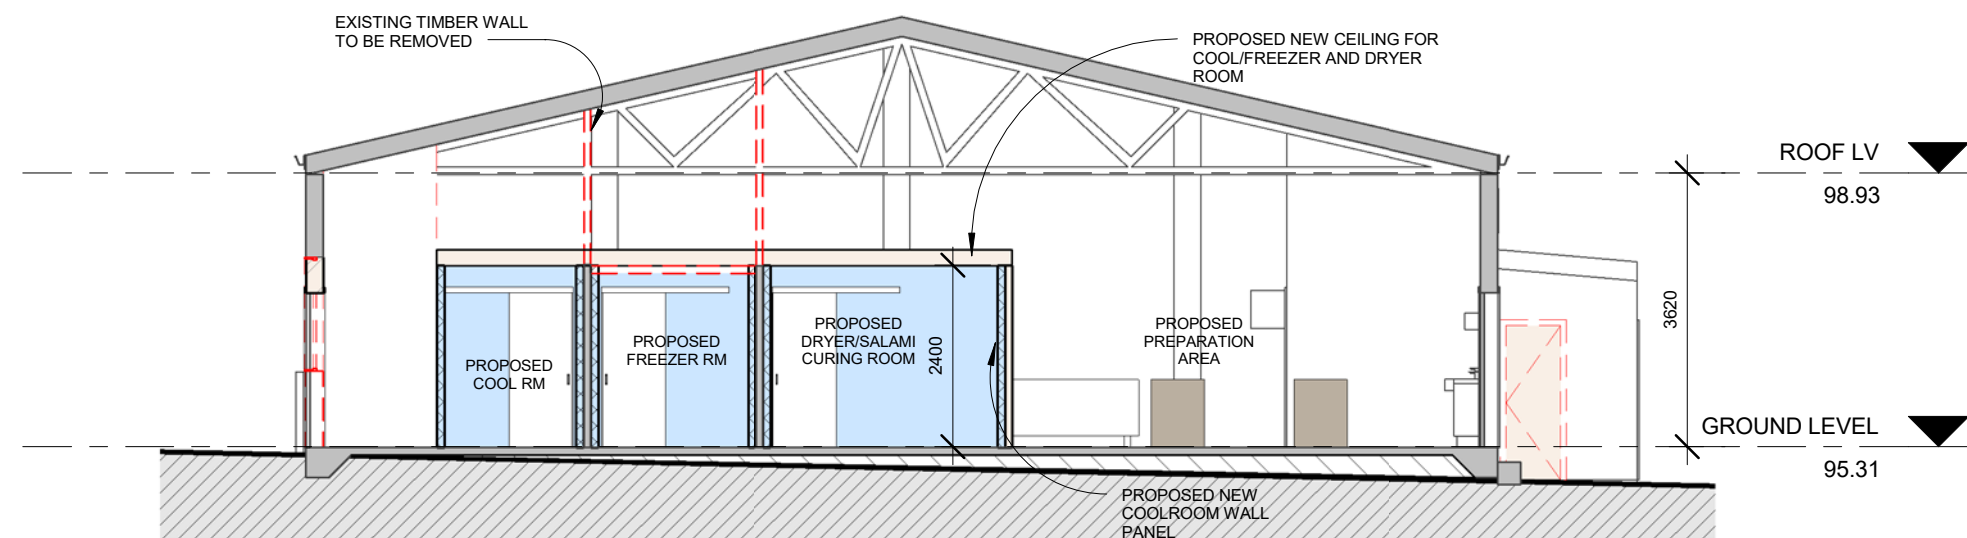 EXISTING TIMBER WALL
TO BE REMOVED
PROPOSED NEW CEILING FOR
COOL/FREEZER AND DRYER
ROOM
ROOF LV
98.93
3620
PROPOSED
COOL RM
PROPOSED
FREEZER RM
PROPOSED
DRYER/SALAMI
CURING ROOM
2400
PROPOSED
PREPARATION
AREA
GROUND LEVEL
95.31
PROPOSED NEW
COOLROOM WALL
PANEL